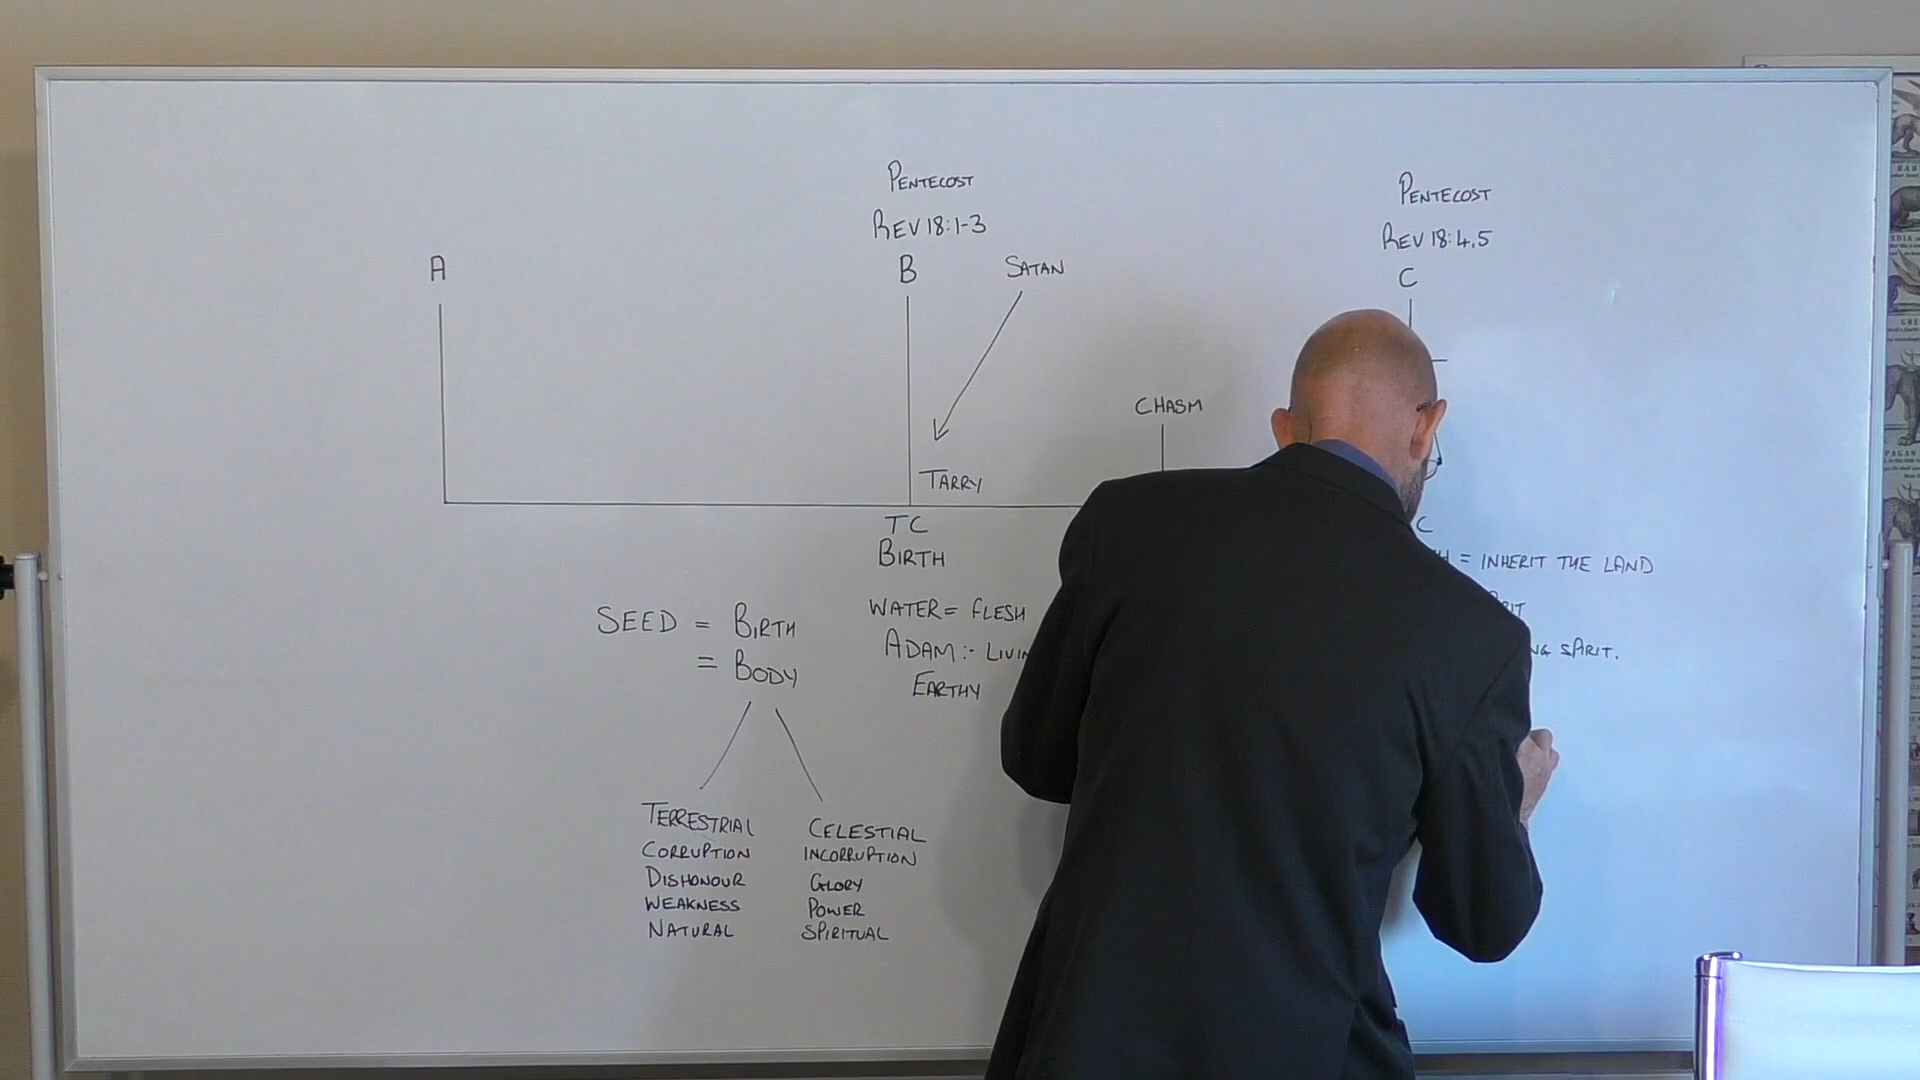 PENTECOST
REV 18:1-3
A
B
SATAN
PENTECOST
REV 18:4,5
C
CHASM
TARRY
TC
BIRTH
C
= INHERIT THE LAND
SEED = BIRTH
= BODY
WATER = FLESH
ADAM :-
EARTHY
SPIRIT.
TERRESTRIAL
CORRUPTION
DISHONOUR
WEAKNESS
NATURAL
CELESTIAL
INCORRUPTION
GLORY
POWER
SPIRITUAL